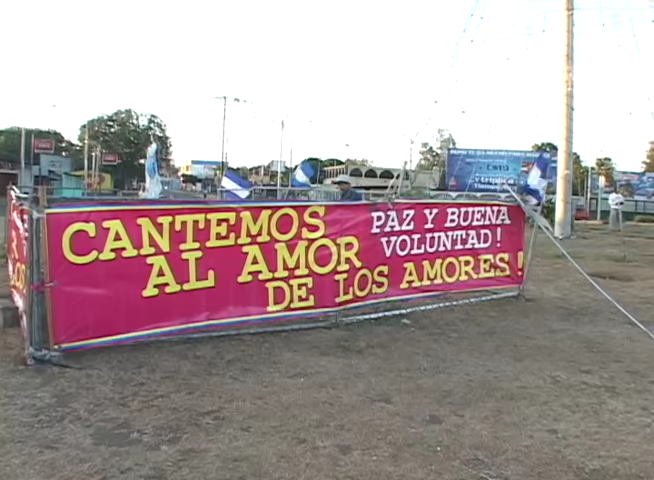 CANTEMOS
AL AMOR
DE LOS AMORES!
PAZ Y BUENA
VOLUNTAD!